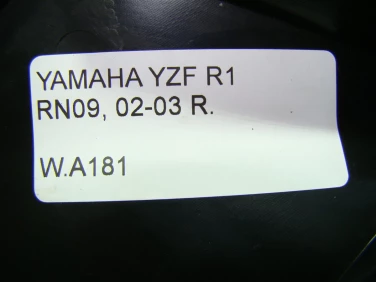 YAMAHA YZF R1
RN09, 02-03 R.
W.A181